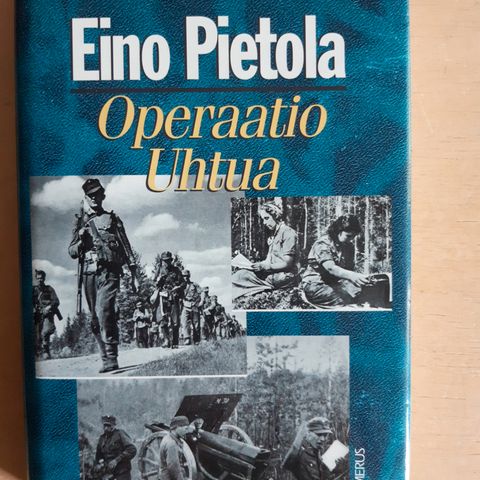 Eino Pietola
Operaatio
Uhtua